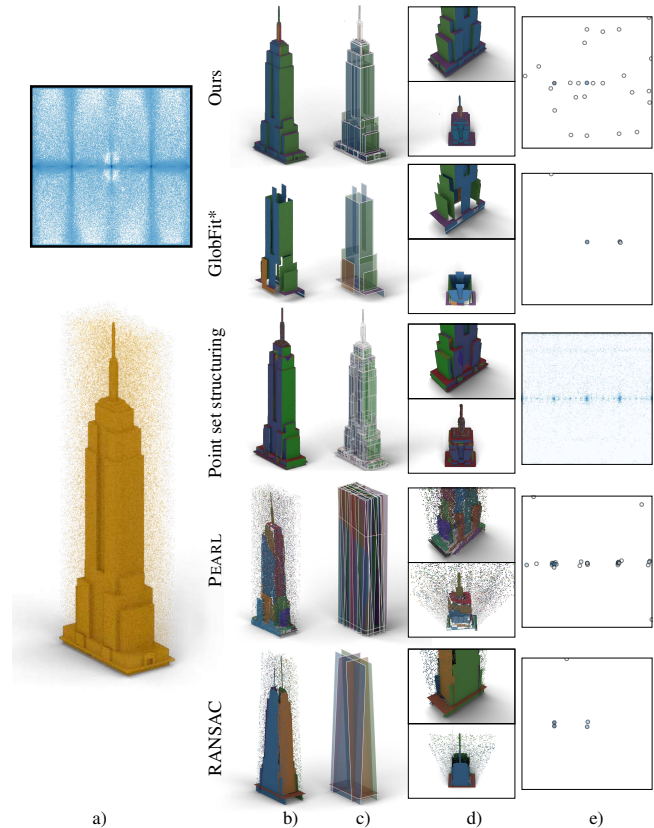 Ours
GlobFit*
Point set structuring
PEARL
RANSAC
a)
b)
c)
d)
e)